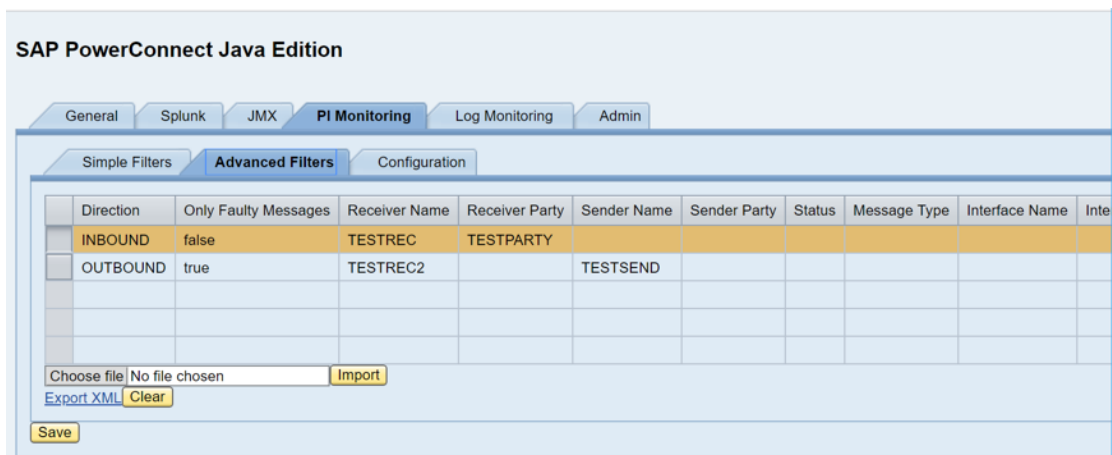 SAP PowerConnect Java Edition
General Splunk JMX PI Monitoring Log Monitoring Admin
Simple Filters Advanced Filters Configuration
Direction Only Faulty Messages Receiver Name Receiver Party Sender Name Sender Party Status Message Type Interface Name Inte
INBOUND false TESTREC TESTPARTY
OUTBOUND true TESTREC2 TESTSEND
Choose file No file chosen Import
Export XML Clear
Save